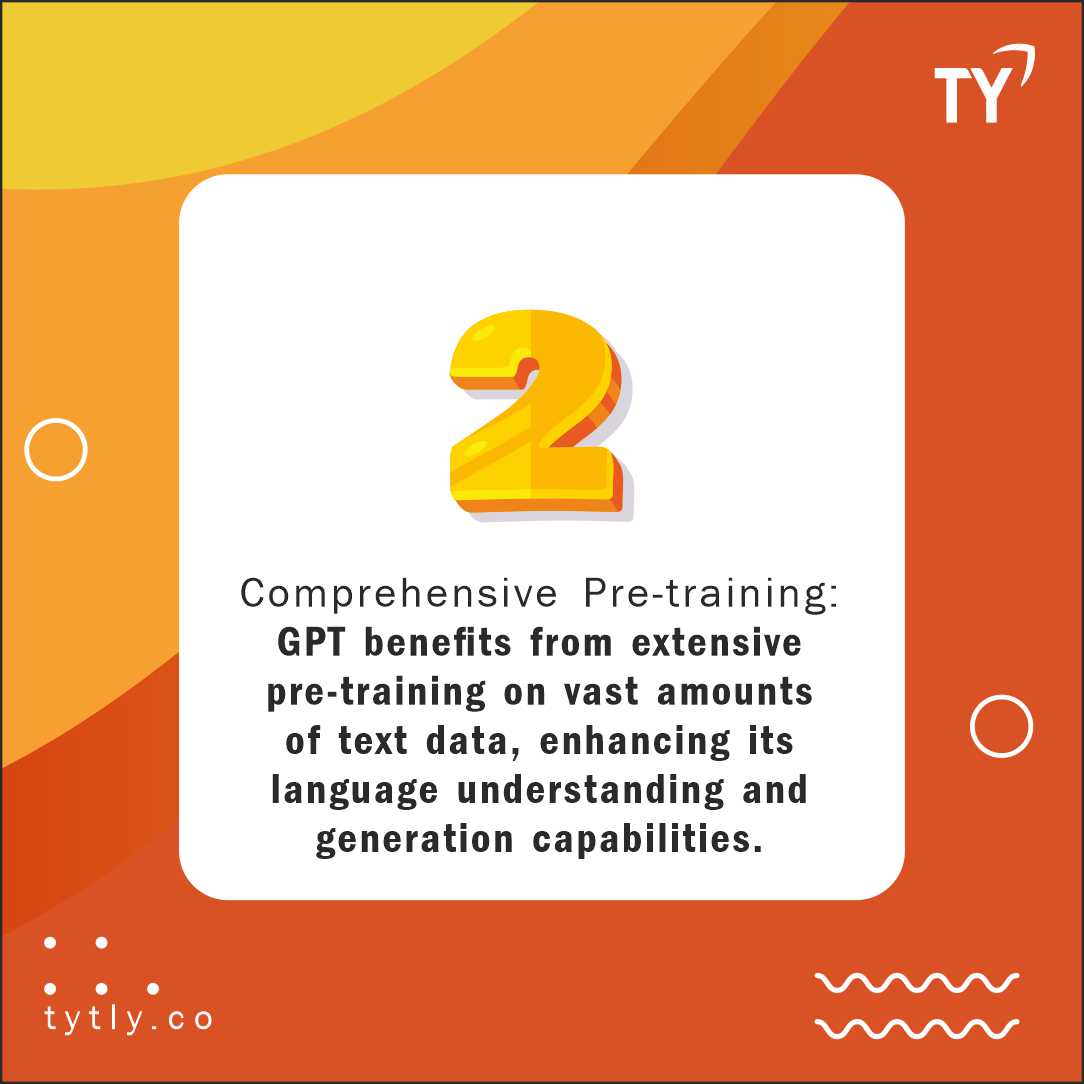 TY
2
Comprehensive Pre-training:
GPT benefits from extensive
pre-training on vast amounts
of text data, enhancing its
language understanding and
generation capabilities.
tytly.co